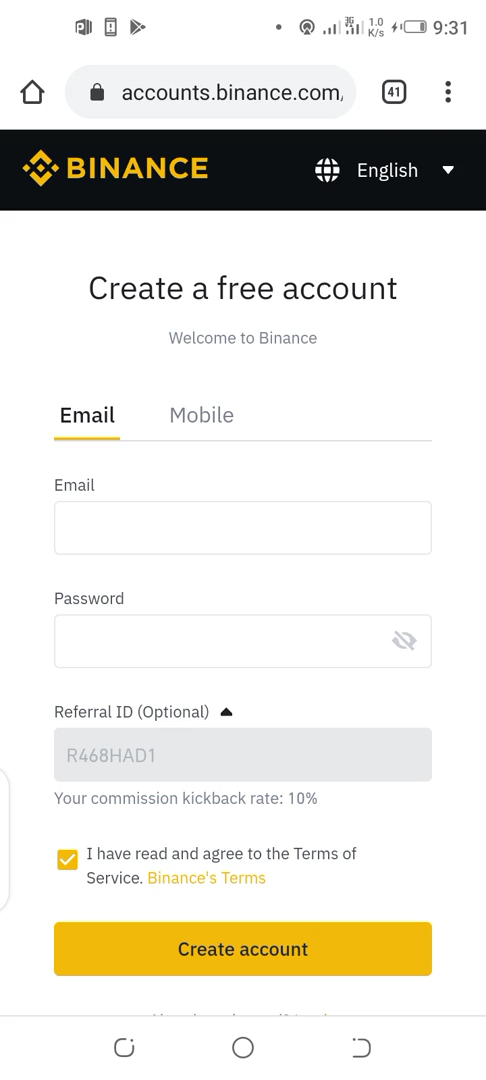 3G 1.0 K/s 9:31
accounts.binance.com, 41
BINANCE English
Create a free account
Welcome to Binance
Email Mobile
Email
Password
Referral ID (Optional)
R468HAD1
Your commission kickback rate: 10%
I have read and agree to the Terms of
Service. Binance's Terms
Create account